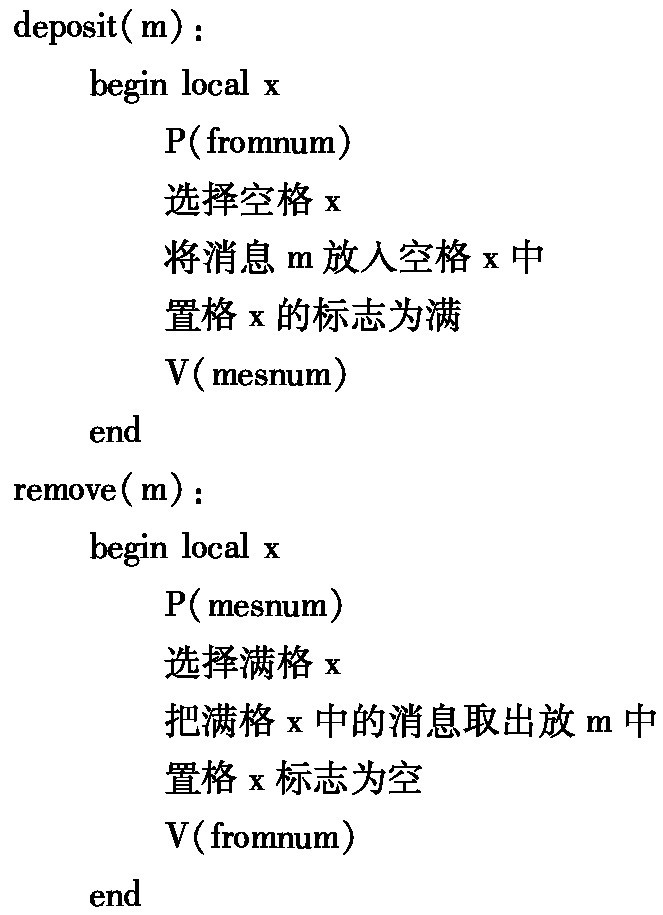 deposit(m)：
begin local x
P(fromnum)
选择空格 x
将消息 m 放入空格 x 中
置格 x 的标志为满
V(mesnum)
end
remove(m)：
begin local x
P(mesnum)
选择满格 x
把满格 x 中的消息取出放 m 中
置格 x 标志为空
V(fromnum)
end